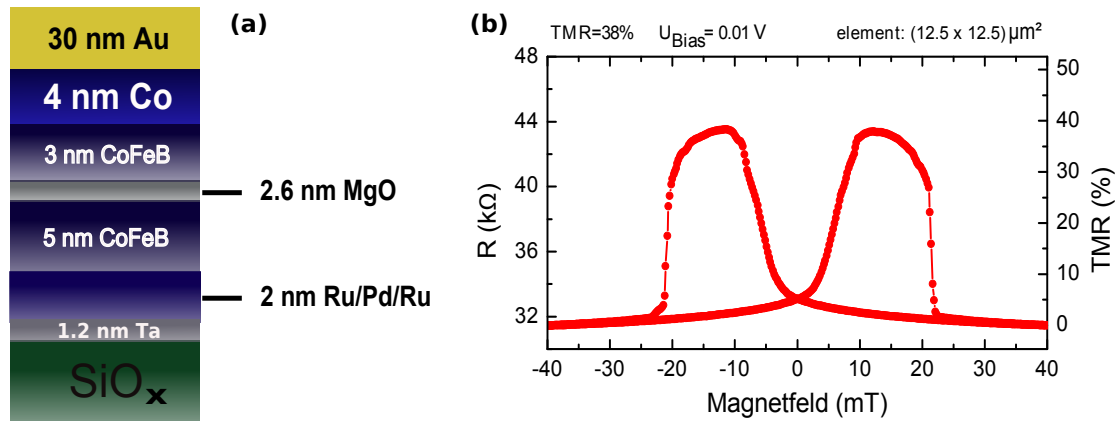 (a)
30 nm Au
4 nm Co
3 nm CoFeB
2.6 nm MgO
5 nm CoFeB
2 nm Ru/Pd/Ru
1.2 nm Ta
SiOx
(b)
TMR=38% U_Bias= 0.01 V element: (12.5 x 12.5) µm²
48
44
40
36
32
R (kΩ)
50
40
30
20
10
0
TMR (%)
-40 -30 -20 -10 0 10 20 30 40
Magnetfeld (mT)